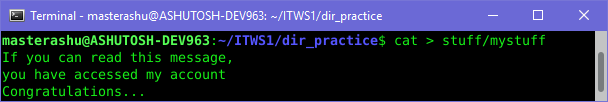 Terminal - masterashu@ASHUTOSH-DEV963: ~/ITWS1/dir_practice
masterashu@ASHUTOSH-DEV963:~/ITWS1/dir_practice$ cat > stuff/mystuff
If you can read this message,
you have accessed my account
Congratulations...